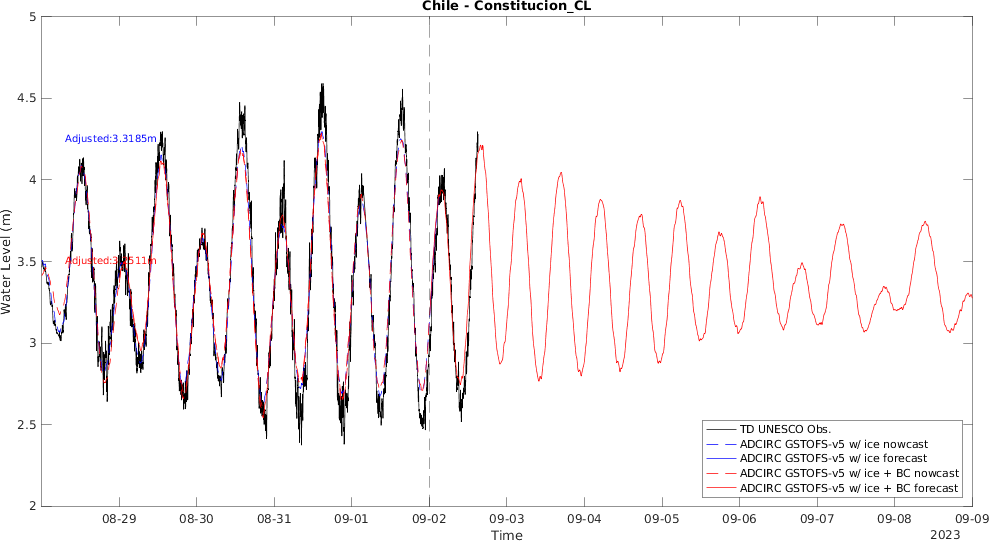 Chile - Constitucion_CL
5
4.5
4
3.5
3
2.5
2
Water Level (m)
Adjusted:3.3185m
08-29
08-30
08-31
09-01
09-02
09-03
09-04
09-05
09-06
09-07
09-08
09-09
Time
2023
TD UNESCO Obs.
ADCIRC GSTOFS-v5 w/ ice nowcast
ADCIRC GSTOFS-v5 w/ ice forecast
ADCIRC GSTOFS-v5 w/ ice + BC nowcast
ADCIRC GSTOFS-v5 w/ ice + BC forecast